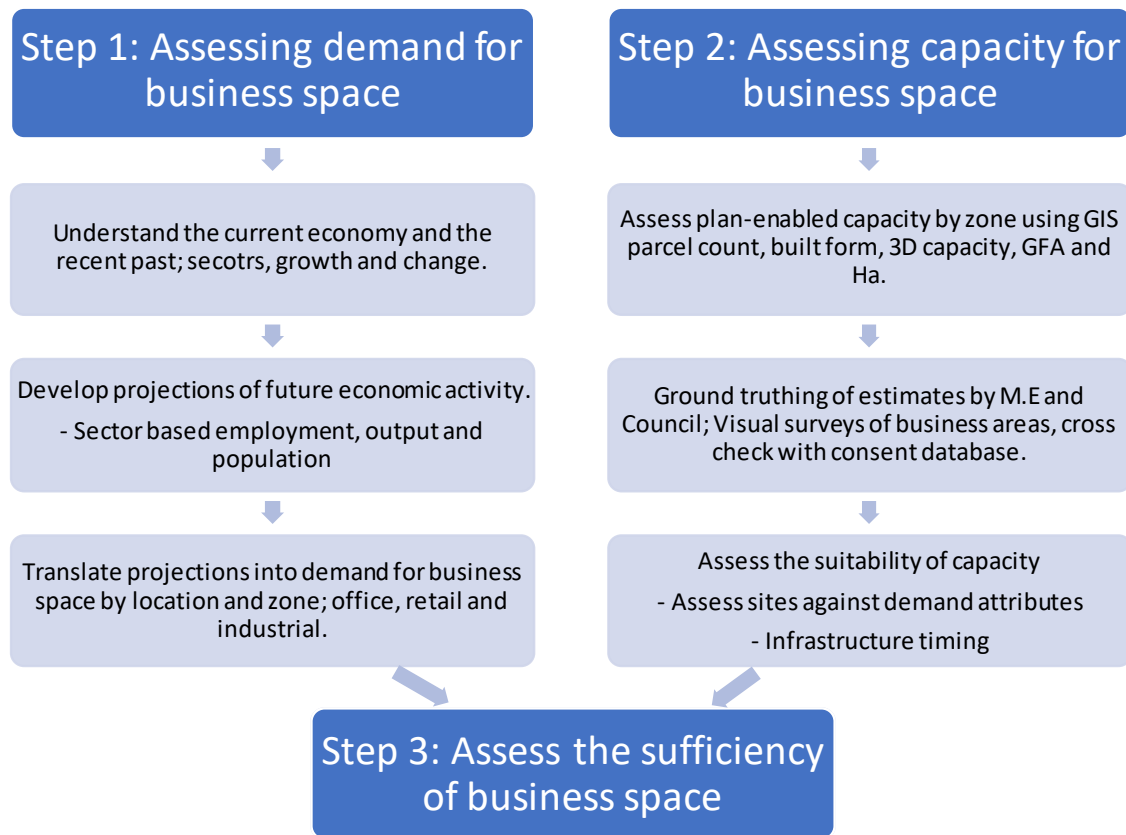 Step 1: Assessing demand for
business space
Understand the current economy and the
recent past; secotrs, growth and change.
Develop projections of future economic activity.
- Sector based employment, output and
population
Translate projections into demand for business
space by location and zone; office, retail and
industrial.
Step 2: Assessing capacity for
business space
Assess plan-enabled capacity by zone using GIS
parcel count, built form, 3D capacity, GFA and
Ha.
Ground truthing of estimates by M.E and
Council; Visual surveys of business areas, cross
check with consent database.
Assess the suitability of capacity
- Assess sites against demand attributes
- Infrastructure timing
Step 3: Assess the sufficiency
of business space